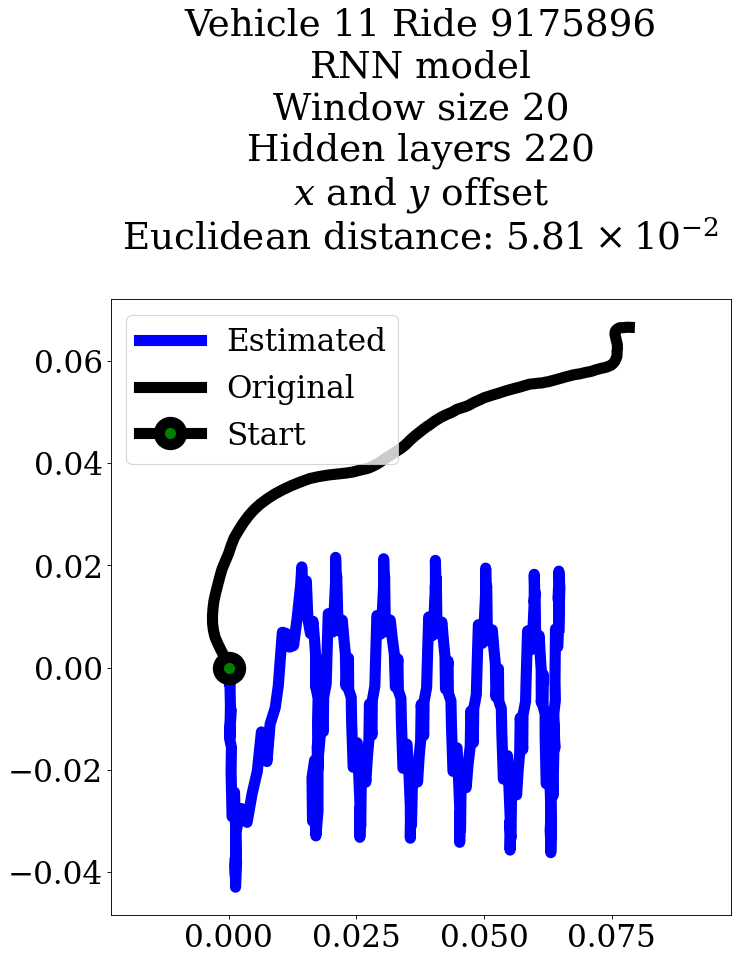 Vehicle 11 Ride 9175896
RNN model
Window size 20
Hidden layers 220
x and y offset
Euclidean distance: 5.81 × 10⁻²
Estimated
Original
Start
0.06
0.04
0.02
0.00
−0.02
−0.04
0.000 0.025 0.050 0.075